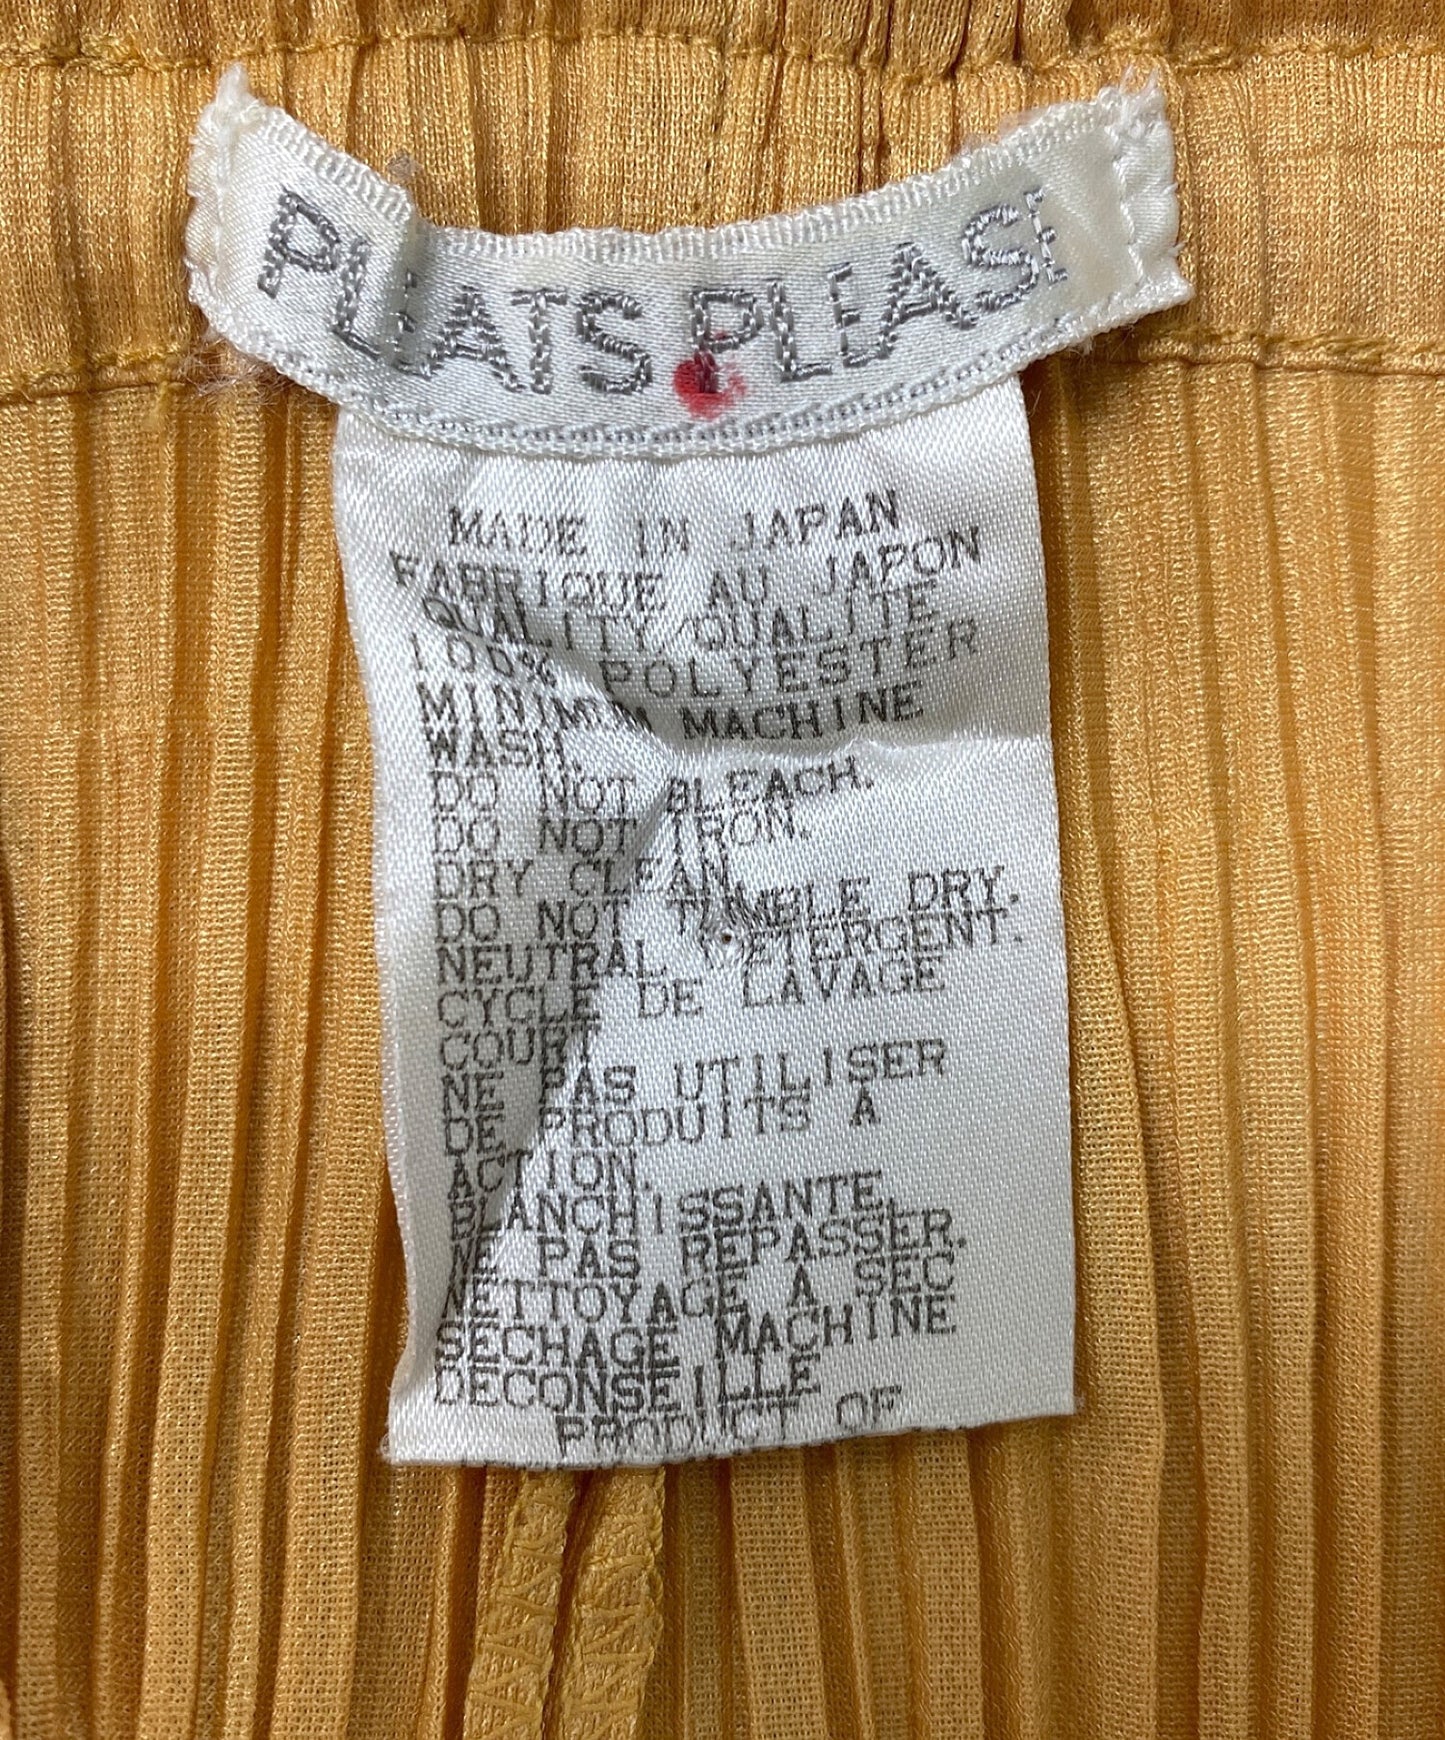 PLEATS PLEASE
MADE IN JAPAN
FABRIQUE AU JAPON
QUALITY/QUALITE
100% POLYESTER
MINIMUM MACHINE
WASH.
DO NOT BLEACH.
DO NOT IRON.
DRY CLEAN
DO NOT TUMBLE DRY.
NEUTRAL DETERGENT.
CYCLE DE LAVAGE
COURT
NE PAS UTILISER
DE PRODUITS A
ACTION
BLANCHISSANTE,
NE PAS REPASSER.
NETTOYAGE A SEC
SECHAGE MACHINE
DECONSEILLE
PRODUCT OF